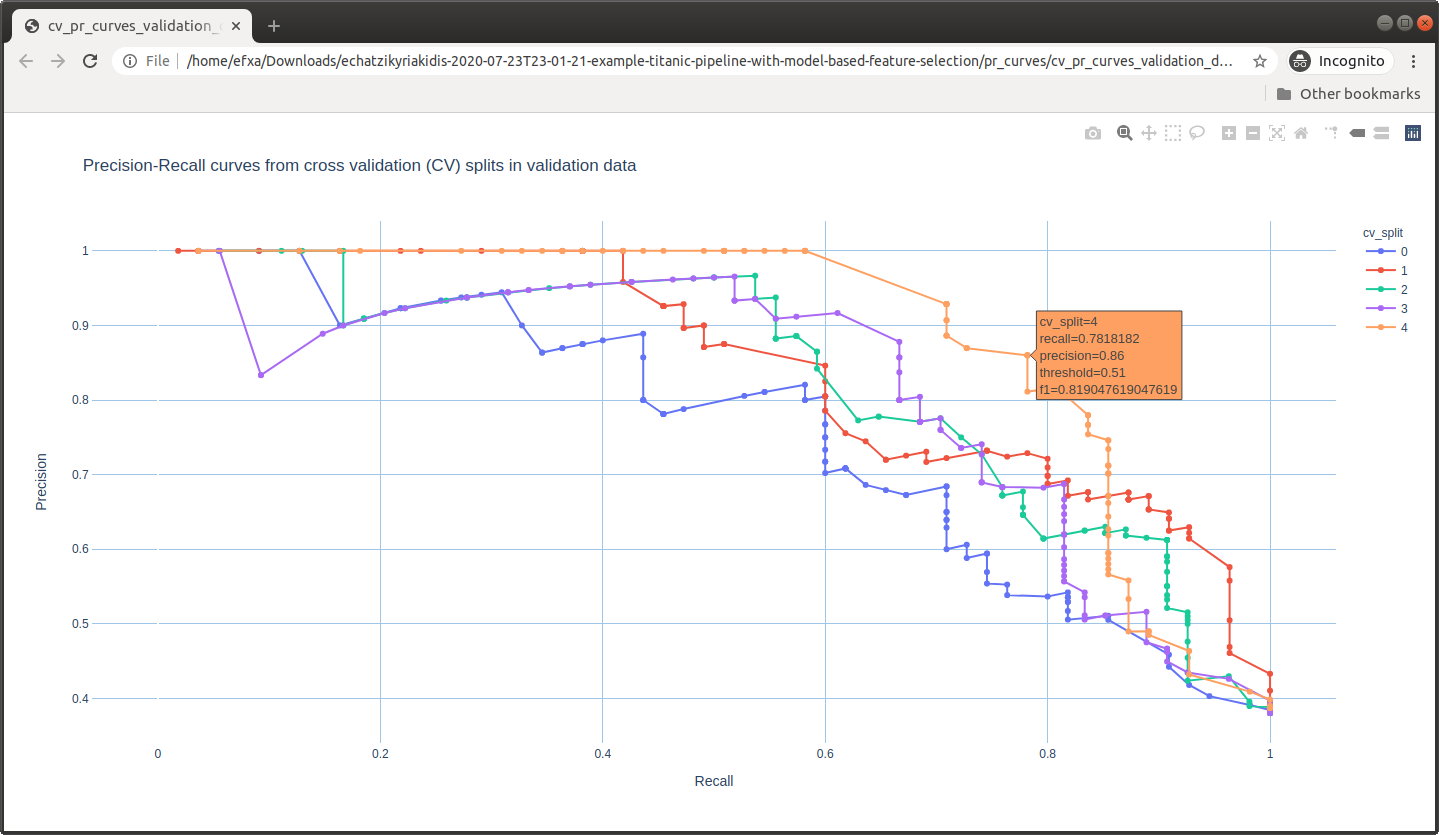 cv_pr_curves_validation_
File
/home/efxa/Downloads/echatzikyriakidis-2020-07-23T23-01-21-example-titanic-pipeline-with-model-based-feature-selection/pr_curves/cv_pr_curves_validation_d...
Incognito
Other bookmarks
Precision-Recall curves from cross validation (CV) splits in validation data
cv_split
0
1
2
3
4
cv_split=4
recall=0.7818182
precision=0.86
threshold=0.51
f1=0.819047619047619
1
0.9
0.8
0.7
0.6
0.5
0.4
Precision
0
0.2
0.4
0.6
0.8
1
Recall